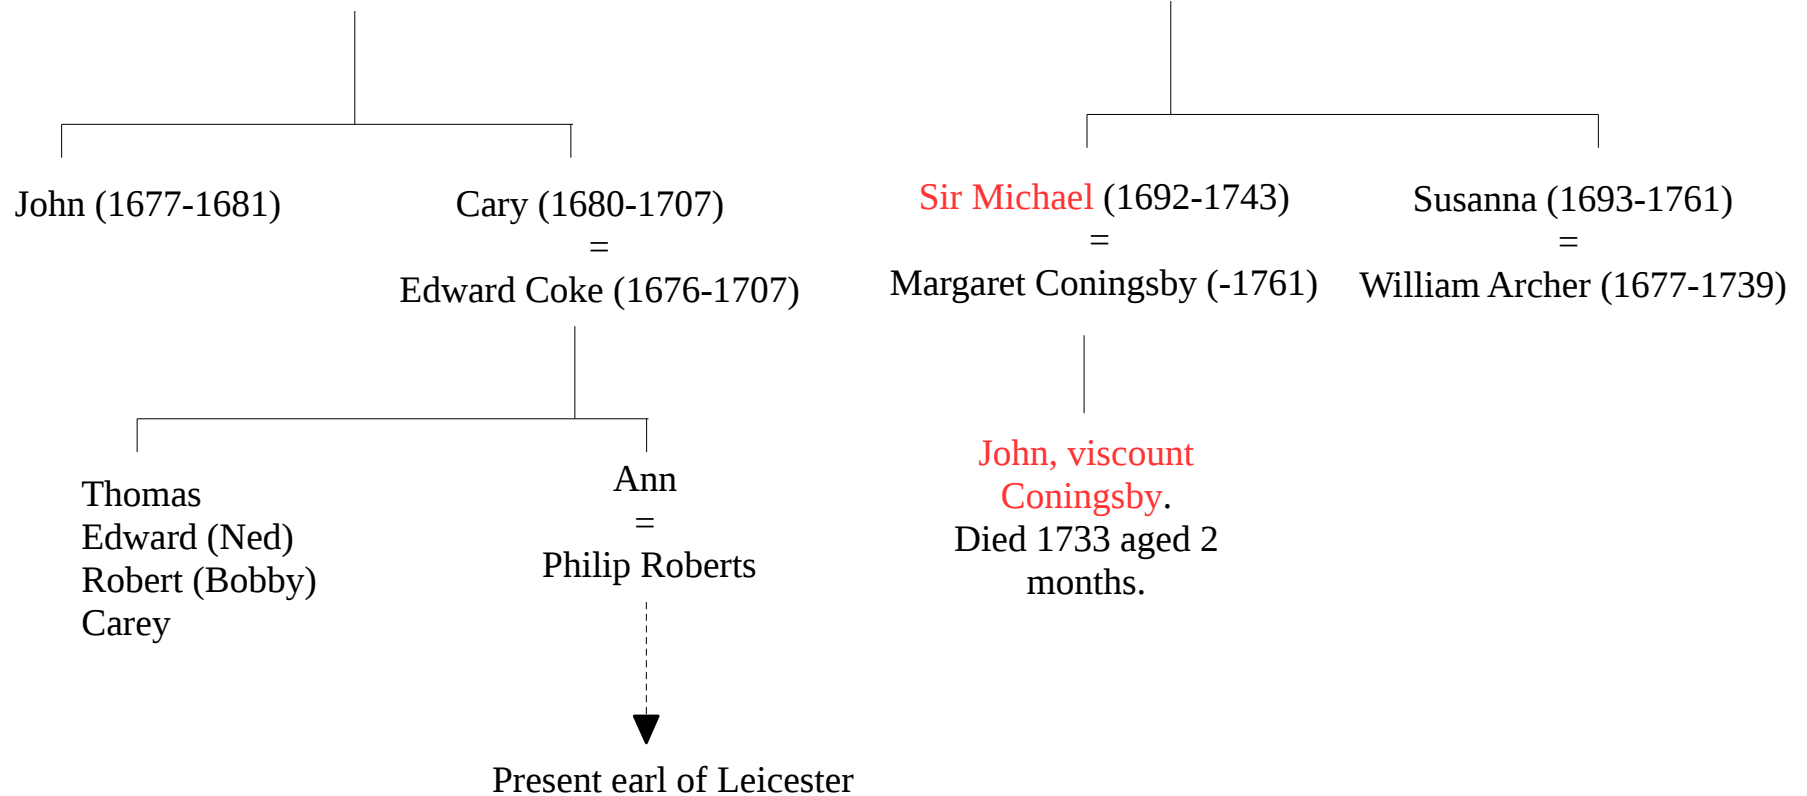 John (1677-1681)
Cary (1680-1707)
=
Edward Coke (1676-1707)
Sir Michael (1692-1743)
=
Margaret Coningsby (-1761)
Susanna (1693-1761)
=
William Archer (1677-1739)
Thomas
Edward (Ned)
Robert (Bobby)
Carey
Ann
=
Philip Roberts
John, viscount
Coningsby.
Died 1733 aged 2
months.
Present earl of Leicester